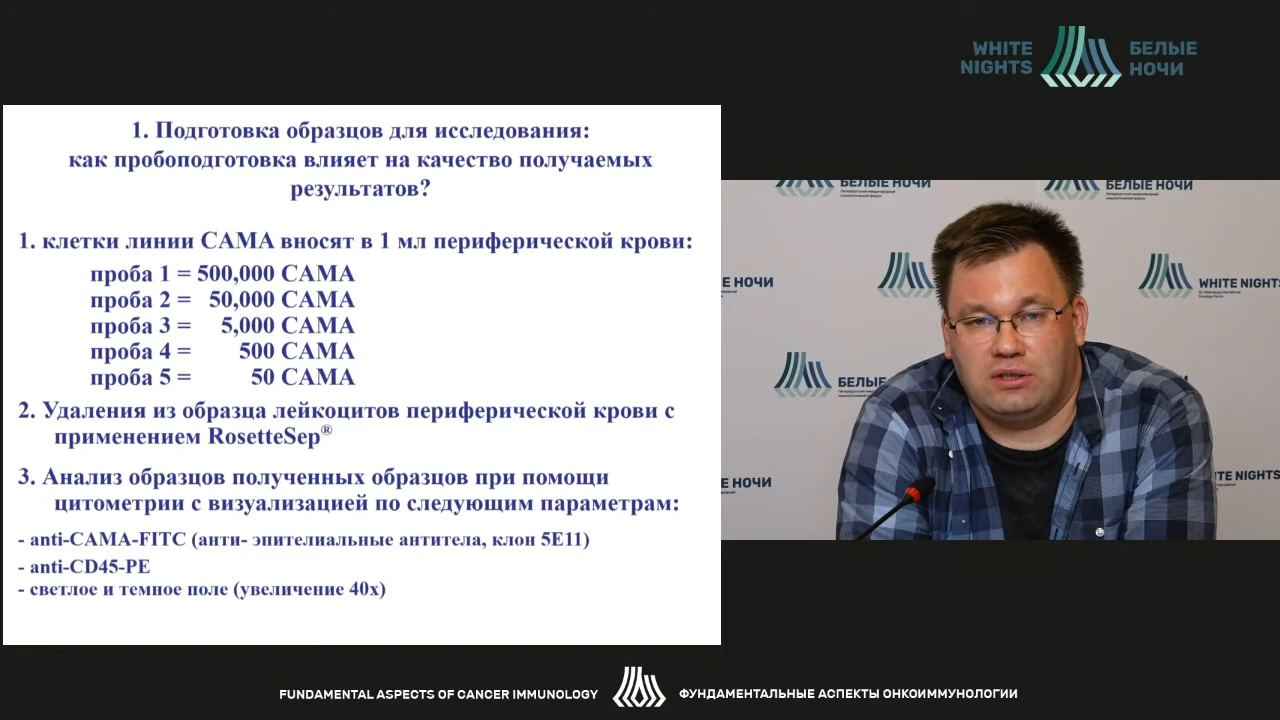 WHITE
NIGHTS
БЕЛЫЕ
НОЧИ
1. Подготовка образцов для исследования:
как пробоподготовка влияет на качество получаемых
результатов?
1. клетки линии CAMA вносят в 1 мл периферической крови:
проба 1 = 500,000 CAMA
проба 2 = 50,000 CAMA
проба 3 = 5,000 CAMA
проба 4 = 500 CAMA
проба 5 = 50 CAMA
2. Удаления из образца лейкоцитов периферической крови с
применением RosetteSep®
3. Анализ образцов полученных образцов при помощи
цитометрии с визуализацией по следующим параметрам:
- anti-CAMA-FITC (анти- эпителиальные антитела, клон 5E11)
- anti-CD45-PE
- светлое и темное поле (увеличение 40x)
БЕЛЫЕ НОЧИ
БЕЛЫЕ НОЧИ
ЫЕ НОЧИ
WHITE NIGHTS
БЕЛЫЕ
ЫЕ НОЧИ
WHITE NIGHTS
FUNDAMENTAL ASPECTS OF CANCER IMMUNOLOGY
ФУНДАМЕНТАЛЬНЫЕ АСПЕКТЫ ОНКОИММУНОЛОГИИ